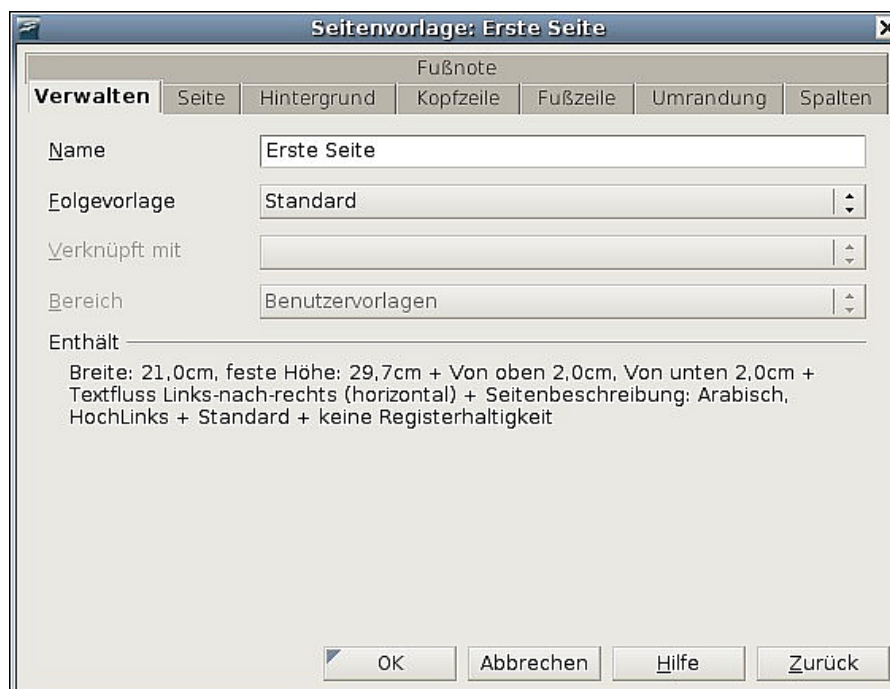 Seitenvorlage: Erste Seite
Fußnote
Verwalten Seite Hintergrund Kopfzeile Fußzeile Umrandung Spalten
Name Erste Seite
Folgevorlage Standard
Verknüpft mit
Bereich Benutzervorlagen
Enthält
Breite: 21,0cm, feste Höhe: 29,7cm + Von oben 2,0cm, Von unten 2,0cm +
Textfluss Links-nach-rechts (horizontal) + Seitenbeschreibung: Arabisch,
HochLinks + Standard + keine Registerhaltigkeit
OK Abbrechen Hilfe Zurück